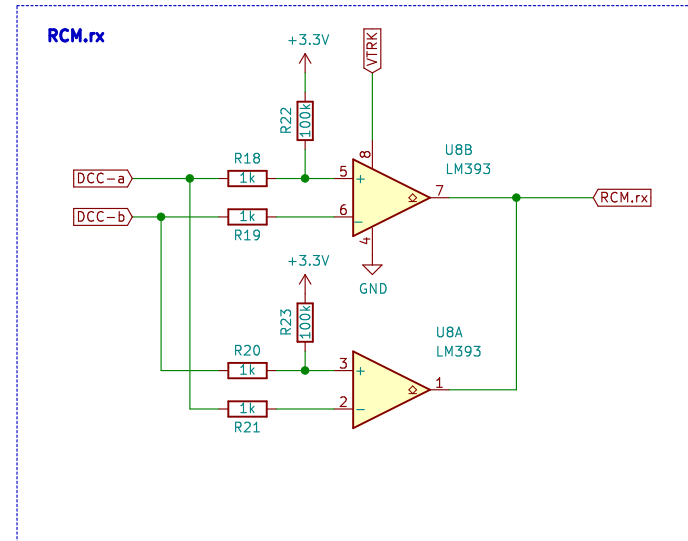 RCM.rx
+3.3V
VTRK
R22
100k
U8B
LM393
R18
1k
DCC-a
5
+
8
7
RCM.rx
DCC-b
1k
R19
6
-
4
GND
+3.3V
R23
100k
U8A
LM393
R20
1k
3
+
1
1k
R21
2
-